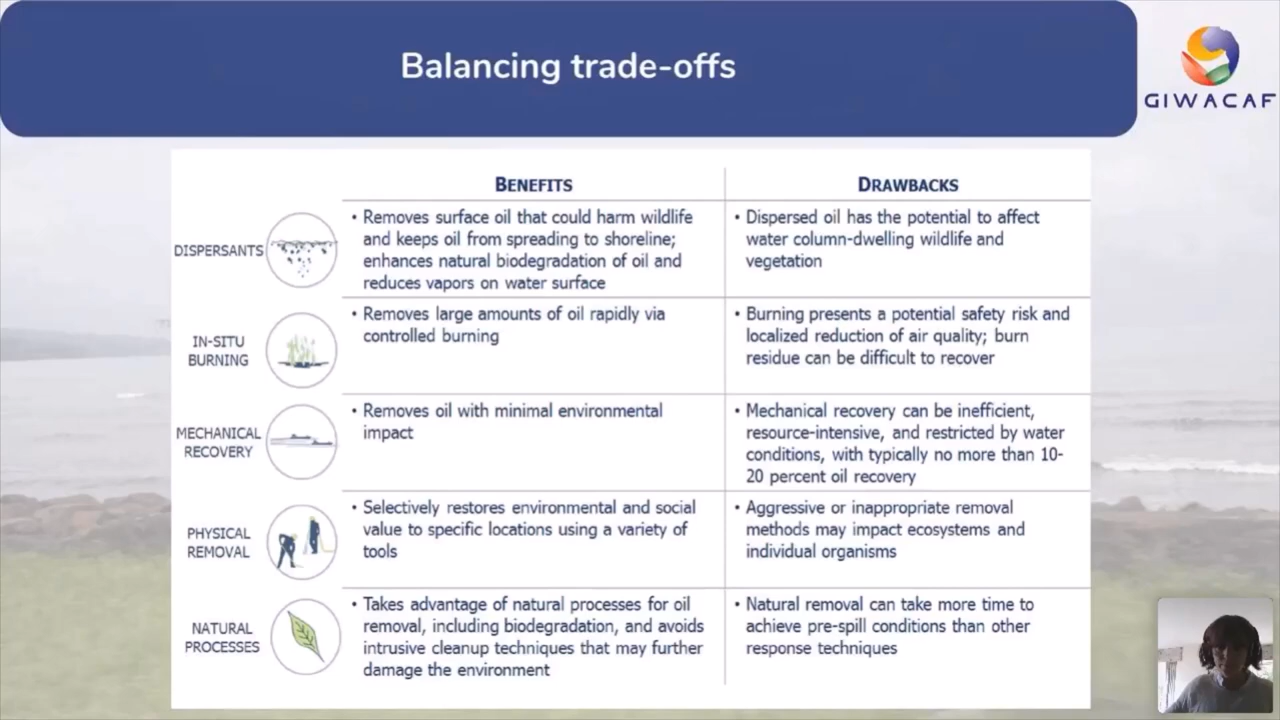 Balancing trade-offs
GIWACAF
BENEFITS
DRAWBACKS
DISPERSANTS
• Removes surface oil that could harm wildlife
and keeps oil from spreading to shoreline;
enhances natural biodegradation of oil and
reduces vapors on water surface
• Dispersed oil has the potential to affect
water column-dwelling wildlife and
vegetation
IN-SITU
BURNING
• Removes large amounts of oil rapidly via
controlled burning
• Burning presents a potential safety risk and
localized reduction of air quality; burn
residue can be difficult to recover
MECHANICAL
RECOVERY
• Removes oil with minimal environmental
impact
• Mechanical recovery can be inefficient,
resource-intensive, and restricted by water
conditions, with typically no more than 10-
20 percent oil recovery
PHYSICAL
REMOVAL
• Selectively restores environmental and social
value to specific locations using a variety of
tools
• Aggressive or inappropriate removal
methods may impact ecosystems and
individual organisms
NATURAL
PROCESSES
• Takes advantage of natural processes for oil
removal, including biodegradation, and avoids
intrusive cleanup techniques that may further
damage the environment
• Natural removal can take more time to
achieve pre-spill conditions than other
response techniques